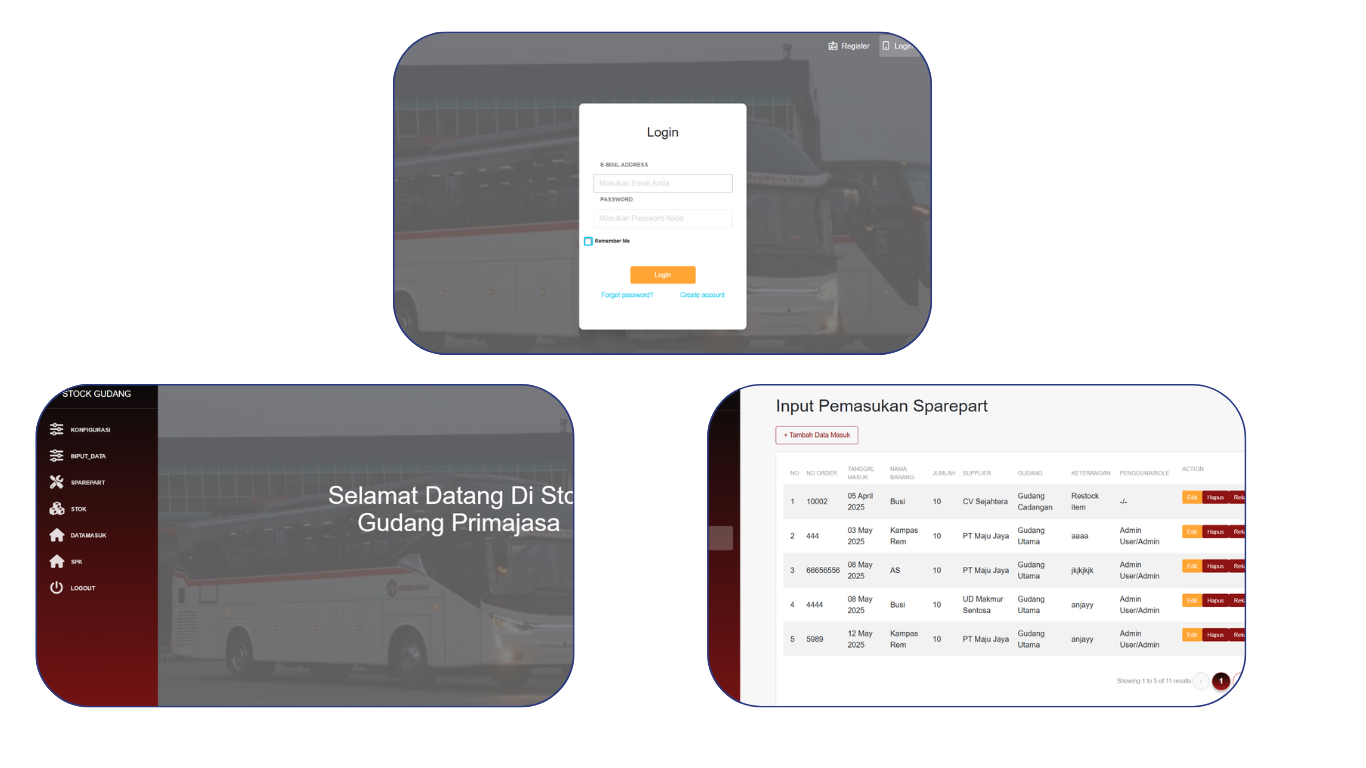 Register Login
Login
E-MAIL ADDRESS
Masukan Email Anda
PASSWORD
Masukan Password Anda
Remember Me
Login
Forgot password? Create account
STOCK GUDANG
KONFIGURASI
INPUT_DATA
SPAREPART
STOK
DATAMASUK
SPK
LOGOUT
Selamat Datang Di Sto
Gudang Primajasa
PRIMAJASA
Input Pemasukan Sparepart
+ Tambah Data Masuk
NO NO ORDER TANGGAL MASUK NAMA BARANG JUMLAH SUPPLIER GUDANG KETERANGAN PENGGUNA/ROLE ACTION
1 10002 05 April 2025 Busi 10 CV Sejahtera Gudang Cadangan Restock item -/- Edit Hapus Rek
2 444 03 May 2025 Kampas Rem 10 PT Maju Jaya Gudang Utama aaaa Admin User/Admin Edit Hapus Rek
3 66656556 08 May 2025 AS 10 PT Maju Jaya Gudang Utama jkjkjkjk Admin User/Admin Edit Hapus Rek
4 4444 08 May 2025 Busi 10 UD Makmur Sentosa Gudang Utama anjayy Admin User/Admin Edit Hapus Rek
5 5989 12 May 2025 Kampas Rem 10 PT Maju Jaya Gudang Utama anjayy Admin User/Admin Edit Hapus Rek
Showing 1 to 5 of 11 results ‹ 1